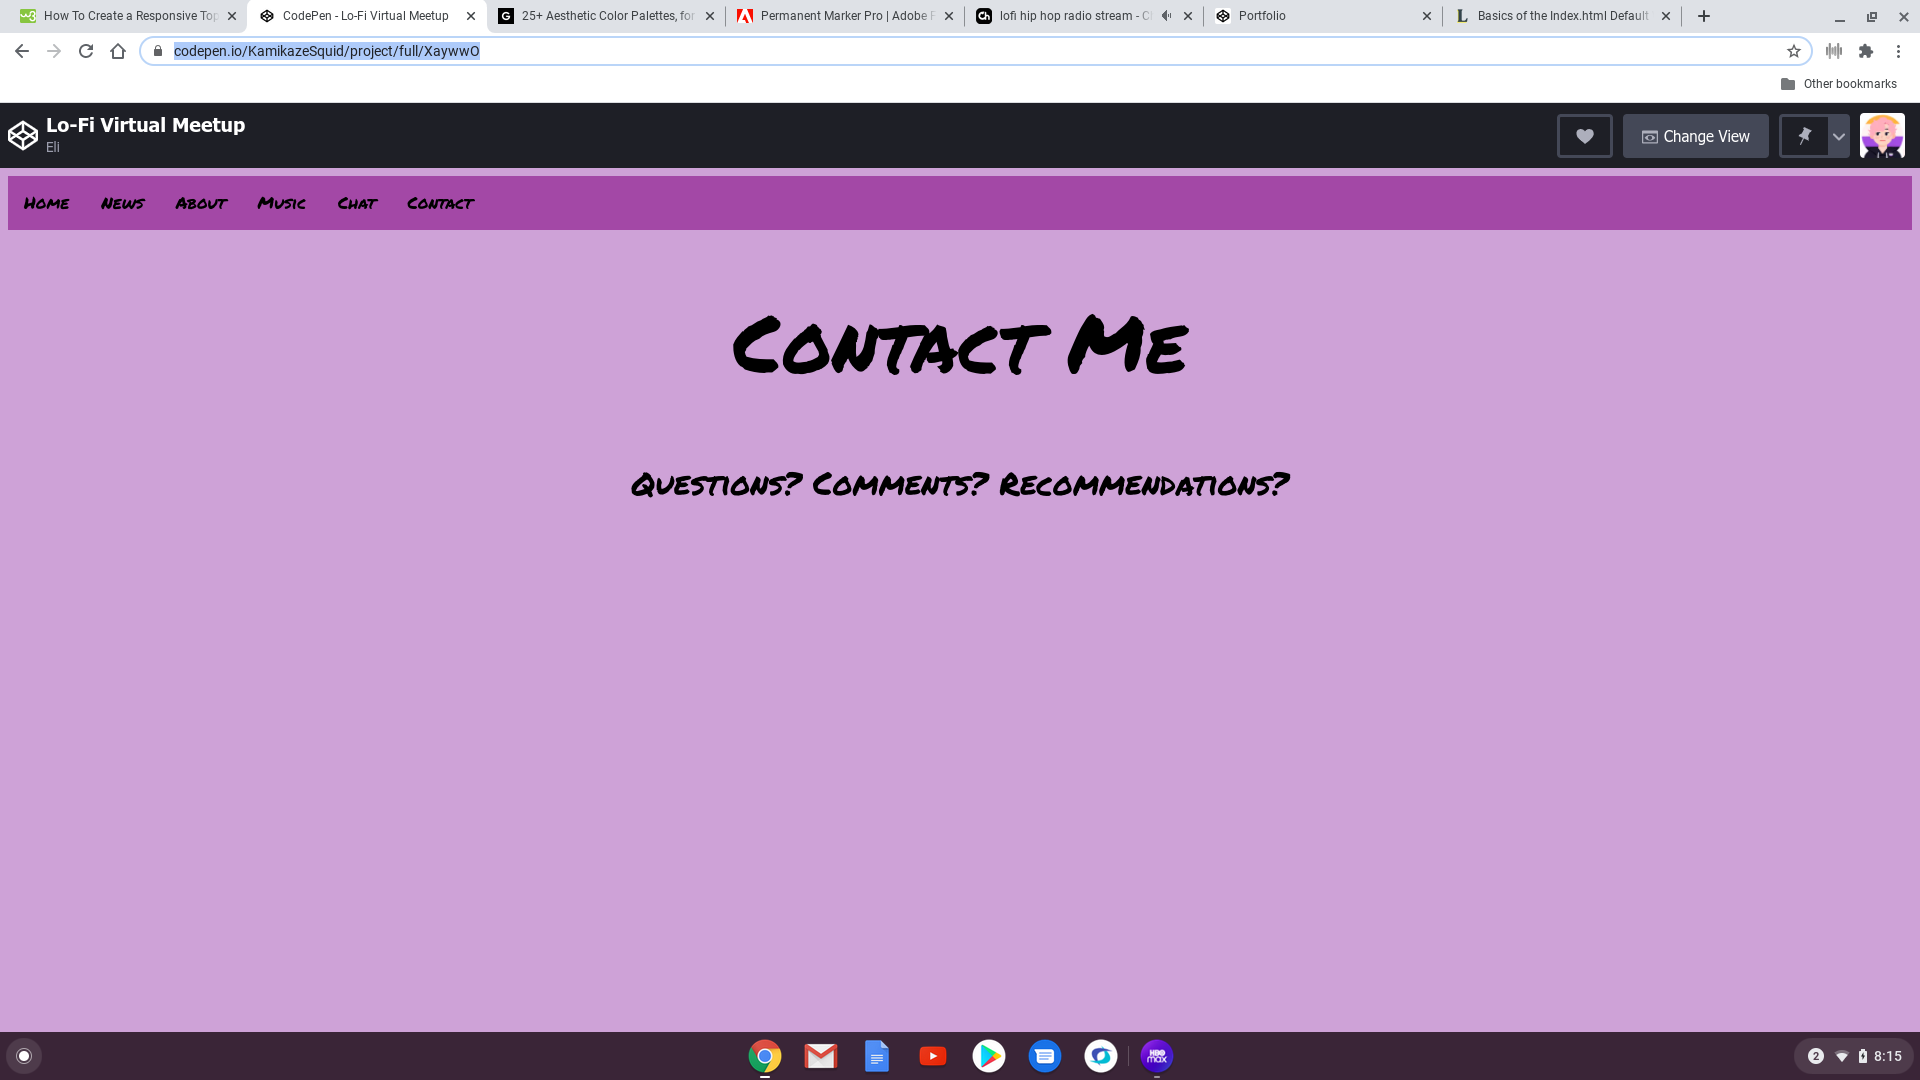 How To Create a Responsive Top
CodePen - Lo-Fi Virtual Meetup
25+ Aesthetic Color Palettes, for
Permanent Marker Pro | Adobe F
lofi hip hop radio stream - Cl
Portfolio
Basics of the Index.html Default
codepen.io/KamikazeSquid/project/full/XaywwO
Other bookmarks
Lo-Fi Virtual Meetup
Eli
Change View
Home News About Music Chat Contact
Contact Me
Questions? Comments? Recommendations?
HBO
max
2 8:15